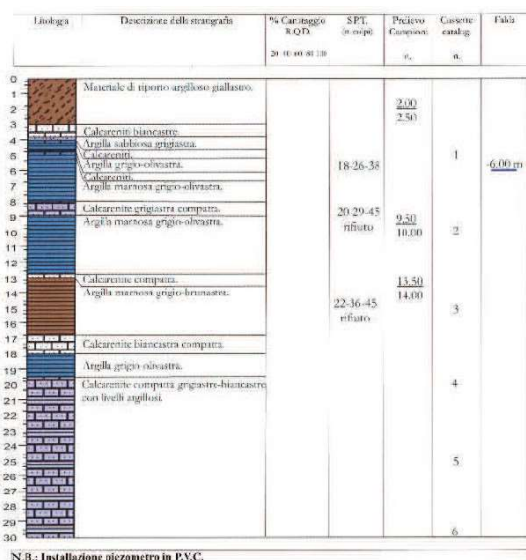 Litologia Descrizione della stratigrafia % Carotaggio S.P.T. Prelievo Cassette Falda
R.Q.D. (n colpi) Campioni catalog.
20 40 60 80 100 n. n.
0
1 Materiale di riporto argilloso giallastro.
2 2.00
2.50
3
Calcareniti biancastre.
4 Argilla sabbiosa grigiastra.
5 Calcareniti. 1
Argilla grigio-olivastra. 18-26-38
6 Calcareniti. -6.00 m
7 Argilla marnosa grigio-olivastra.
8
Calcarenite grigiastra compatta. 20-29-45
9 Argilla marnosa grigio-olivastra. rifiuto 9.50
10 10.00 2
11
12
13 Calcarenite compatta. 13.50
14 Argilla marnosa grigio-brunastra. 14.00
15 22-36-45 3
16 rifiuto
17 Calcarenite biancastra compatta.
18
19 Argilla grigio-olivastra.
20 Calcarenite compatta grigiastre-biancastro 4
21 con livelli argillosi.
22
23
24
25 5
26
27
28
29
30 6
N.B.: Installazione piezometro in P.V.C.